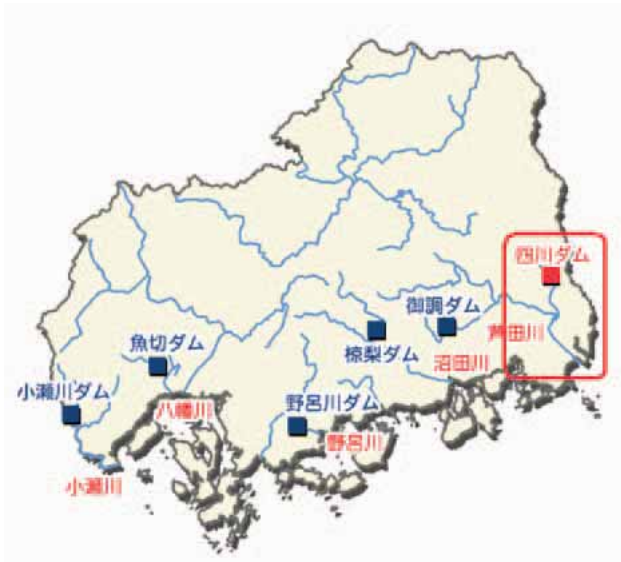 四川ダム
御調ダム
芦田川
魚切ダム
椋梨ダム
沼田川
小瀬川ダム
八幡川
野呂川ダム
野呂川
小瀬川